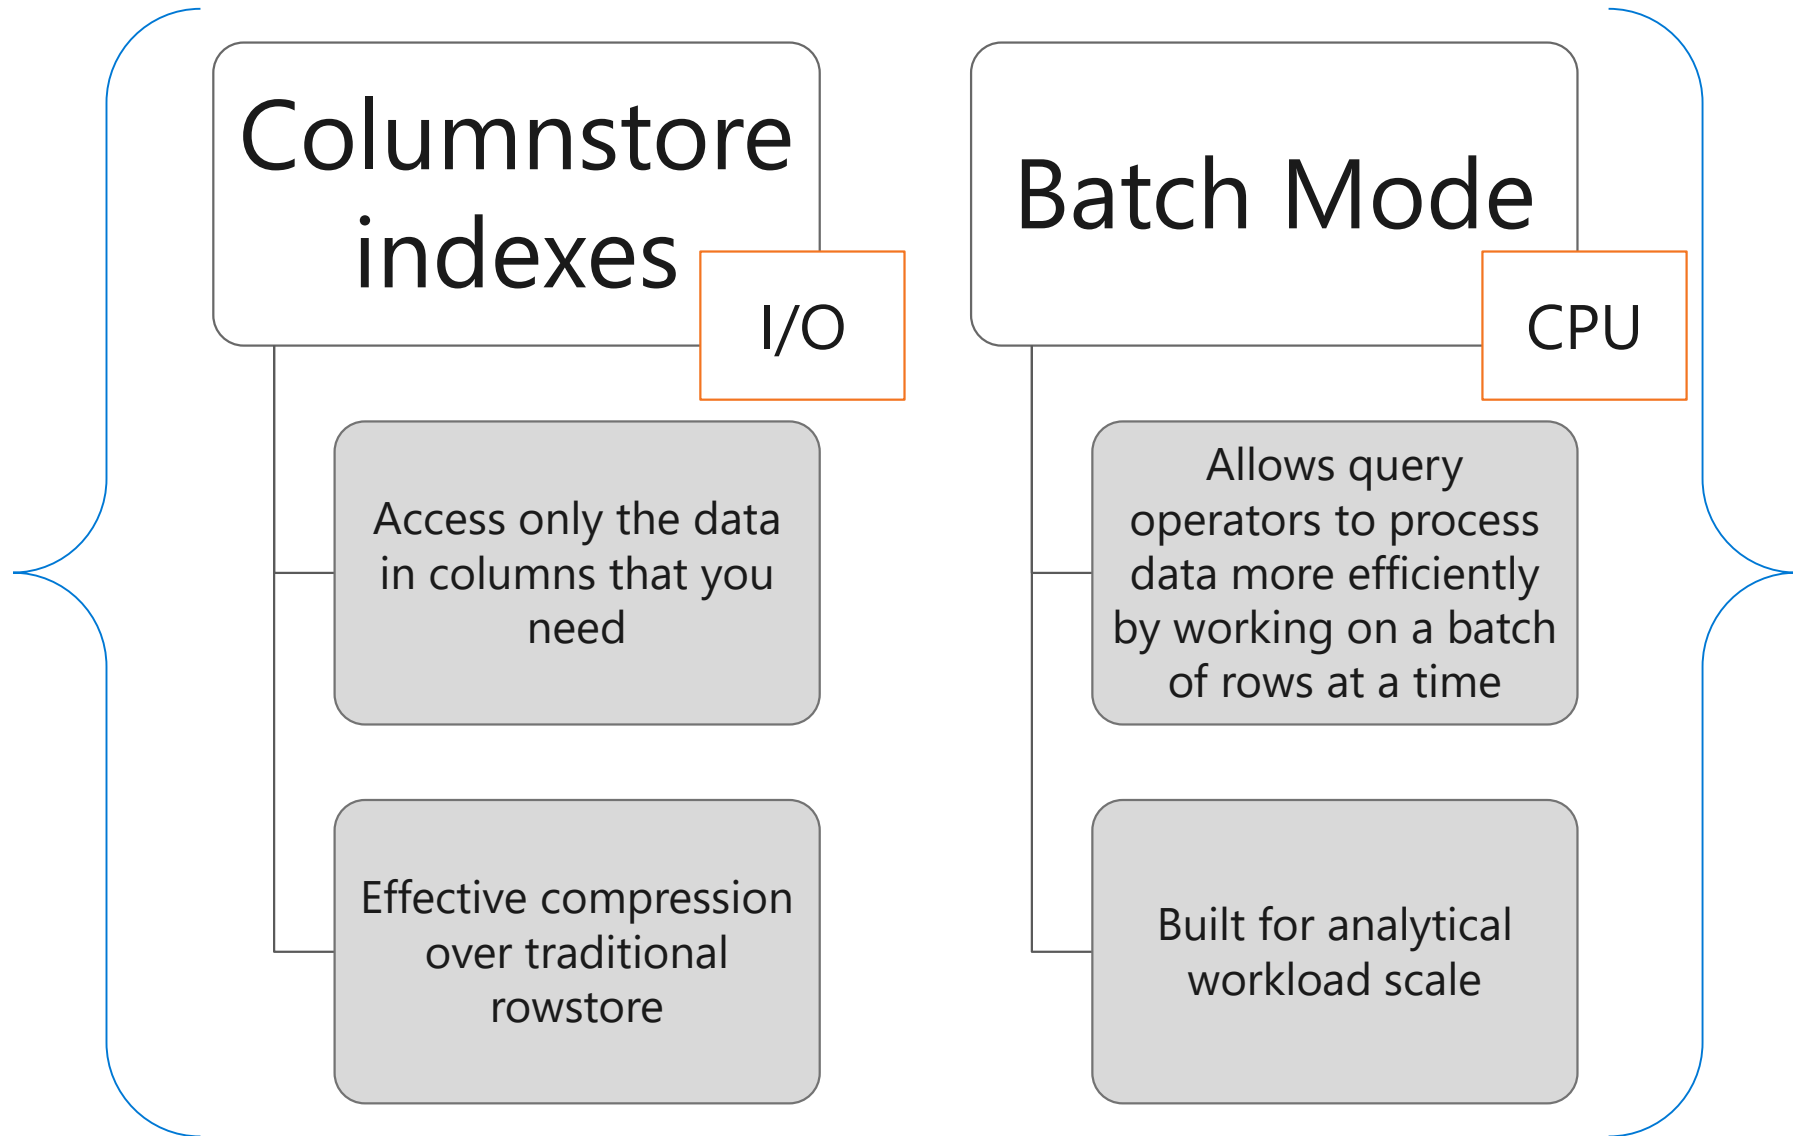 Columnstore
indexes
I/O
Access only the data
in columns that you
need
Effective compression
over traditional
rowstore
Batch Mode
CPU
Allows query
operators to process
data more efficiently
by working on a batch
of rows at a time
Built for analytical
workload scale